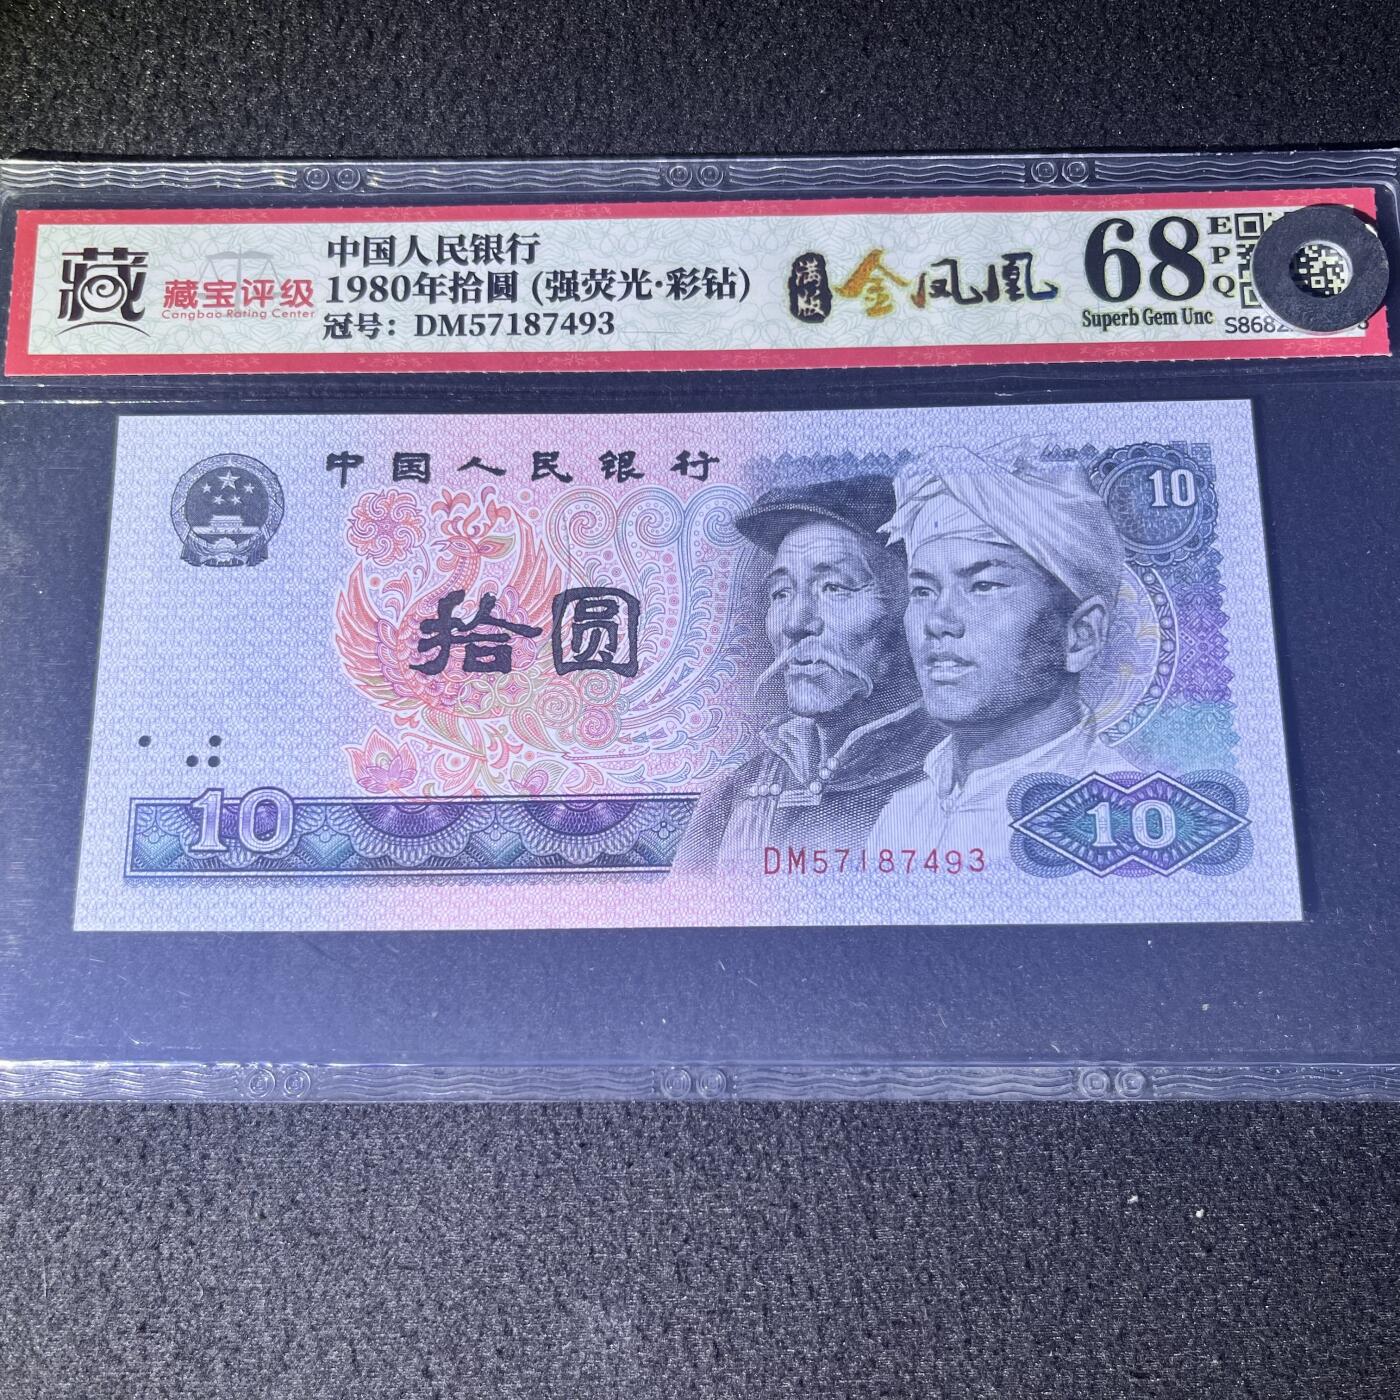 藏
藏宝评级
Cangbao Rating Center
中国人民银行
1980年拾圓 (强荧光·彩钻)
冠号：DM57187493
满版
金凤凰
68
EPQ
Superb Gem Unc
中国人民银行
10
拾圆
10
DM57187493
10